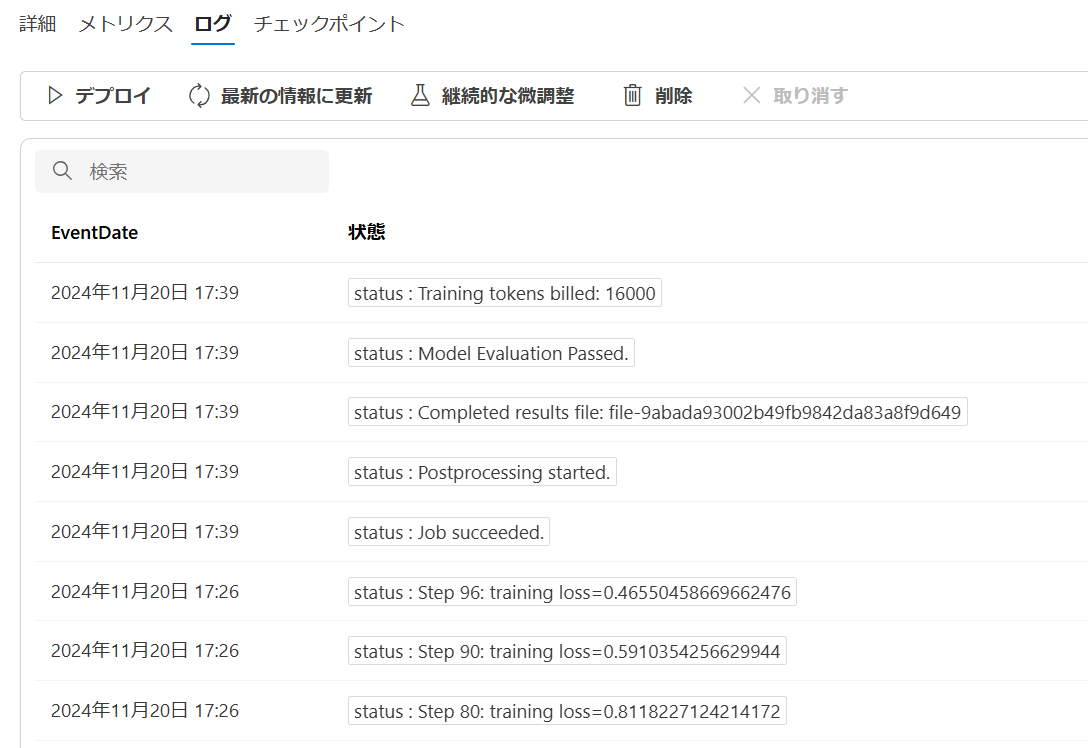 詳細 メトリクス ログ チェックポイント
デプロイ 最新の情報に更新 継続的な微調整 削除 取り消す
検索
EventDate 状態
2024年11月20日 17:39 status : Training tokens billed: 16000
2024年11月20日 17:39 status : Model Evaluation Passed.
2024年11月20日 17:39 status : Completed results file: file-9abada93002b49fb9842da83a8f9d649
2024年11月20日 17:39 status : Postprocessing started.
2024年11月20日 17:39 status : Job succeeded.
2024年11月20日 17:26 status : Step 96: training loss=0.46550458669662476
2024年11月20日 17:26 status : Step 90: training loss=0.5910354256629944
2024年11月20日 17:26 status : Step 80: training loss=0.8118227124214172